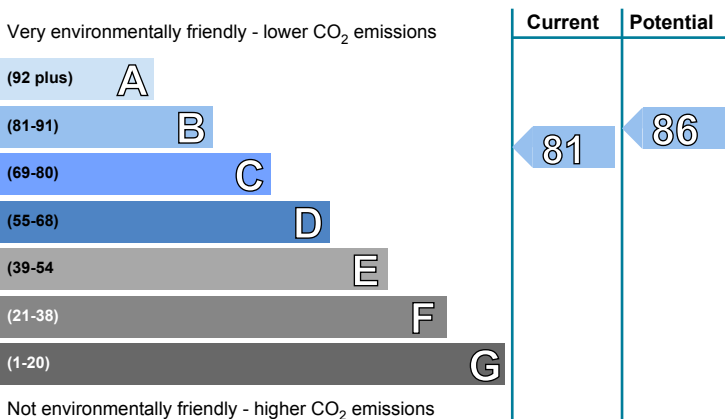 Current Potential
Very environmentally friendly - lower CO2 emissions
(92 plus) A
(81-91) B
(69-80) C
(55-68) D
(39-54 E
(21-38) F
(1-20) G
81 86
Not environmentally friendly - higher CO2 emissions